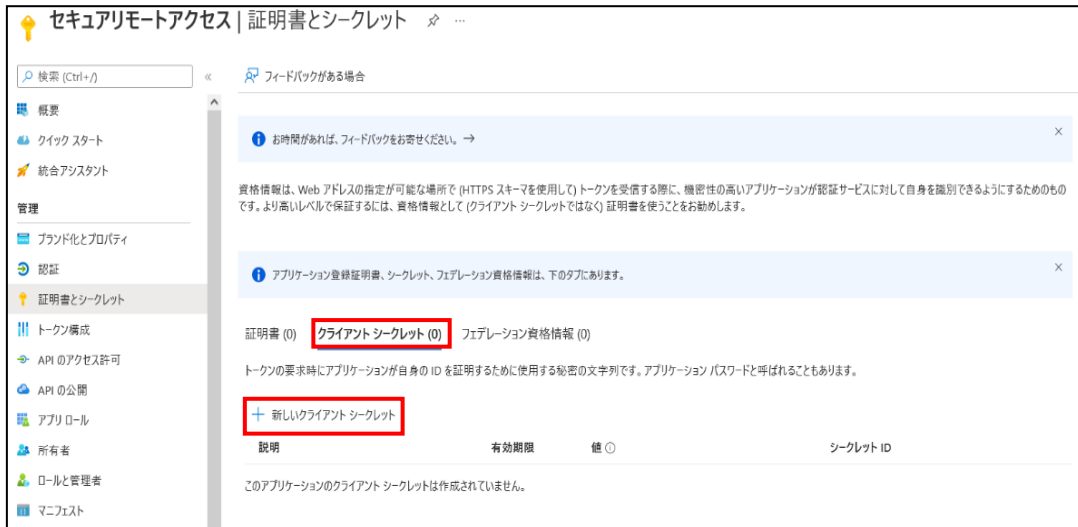 セキュアリモートアクセス | 証明書とシークレット
検索 (Ctrl+/)
概要
クイック スタート
統合アシスタント
管理
ブランド化とプロパティ
認証
証明書とシークレット
トークン構成
API のアクセス許可
API の公開
アプリ ロール
所有者
ロールと管理者
マニフェスト
フィードバックがある場合
お時間があれば、フィードバックをお寄せください。 →
資格情報は、Web アドレスの指定が可能な場所で (HTTPS スキーマを使用して) トークンを受信する際に、機密性の高いアプリケーションが認証サービスに対して自身を識別できるようにするためのもの
です。より高いレベルで保証するには、資格情報として (クライアント シークレットではなく) 証明書を使うことをお勧めします。
アプリケーション登録証明書、シークレット、フェデレーション資格情報は、下のタブにあります。
証明書 (0) クライアント シークレット (0) フェデレーション資格情報 (0)
トークンの要求時にアプリケーションが自身の ID を証明するために使用する秘密の文字列です。アプリケーション パスワードと呼ばれることもあります。
＋ 新しいクライアント シークレット
説明 有効期限 値 シークレット ID
このアプリケーションのクライアント シークレットは作成されていません。